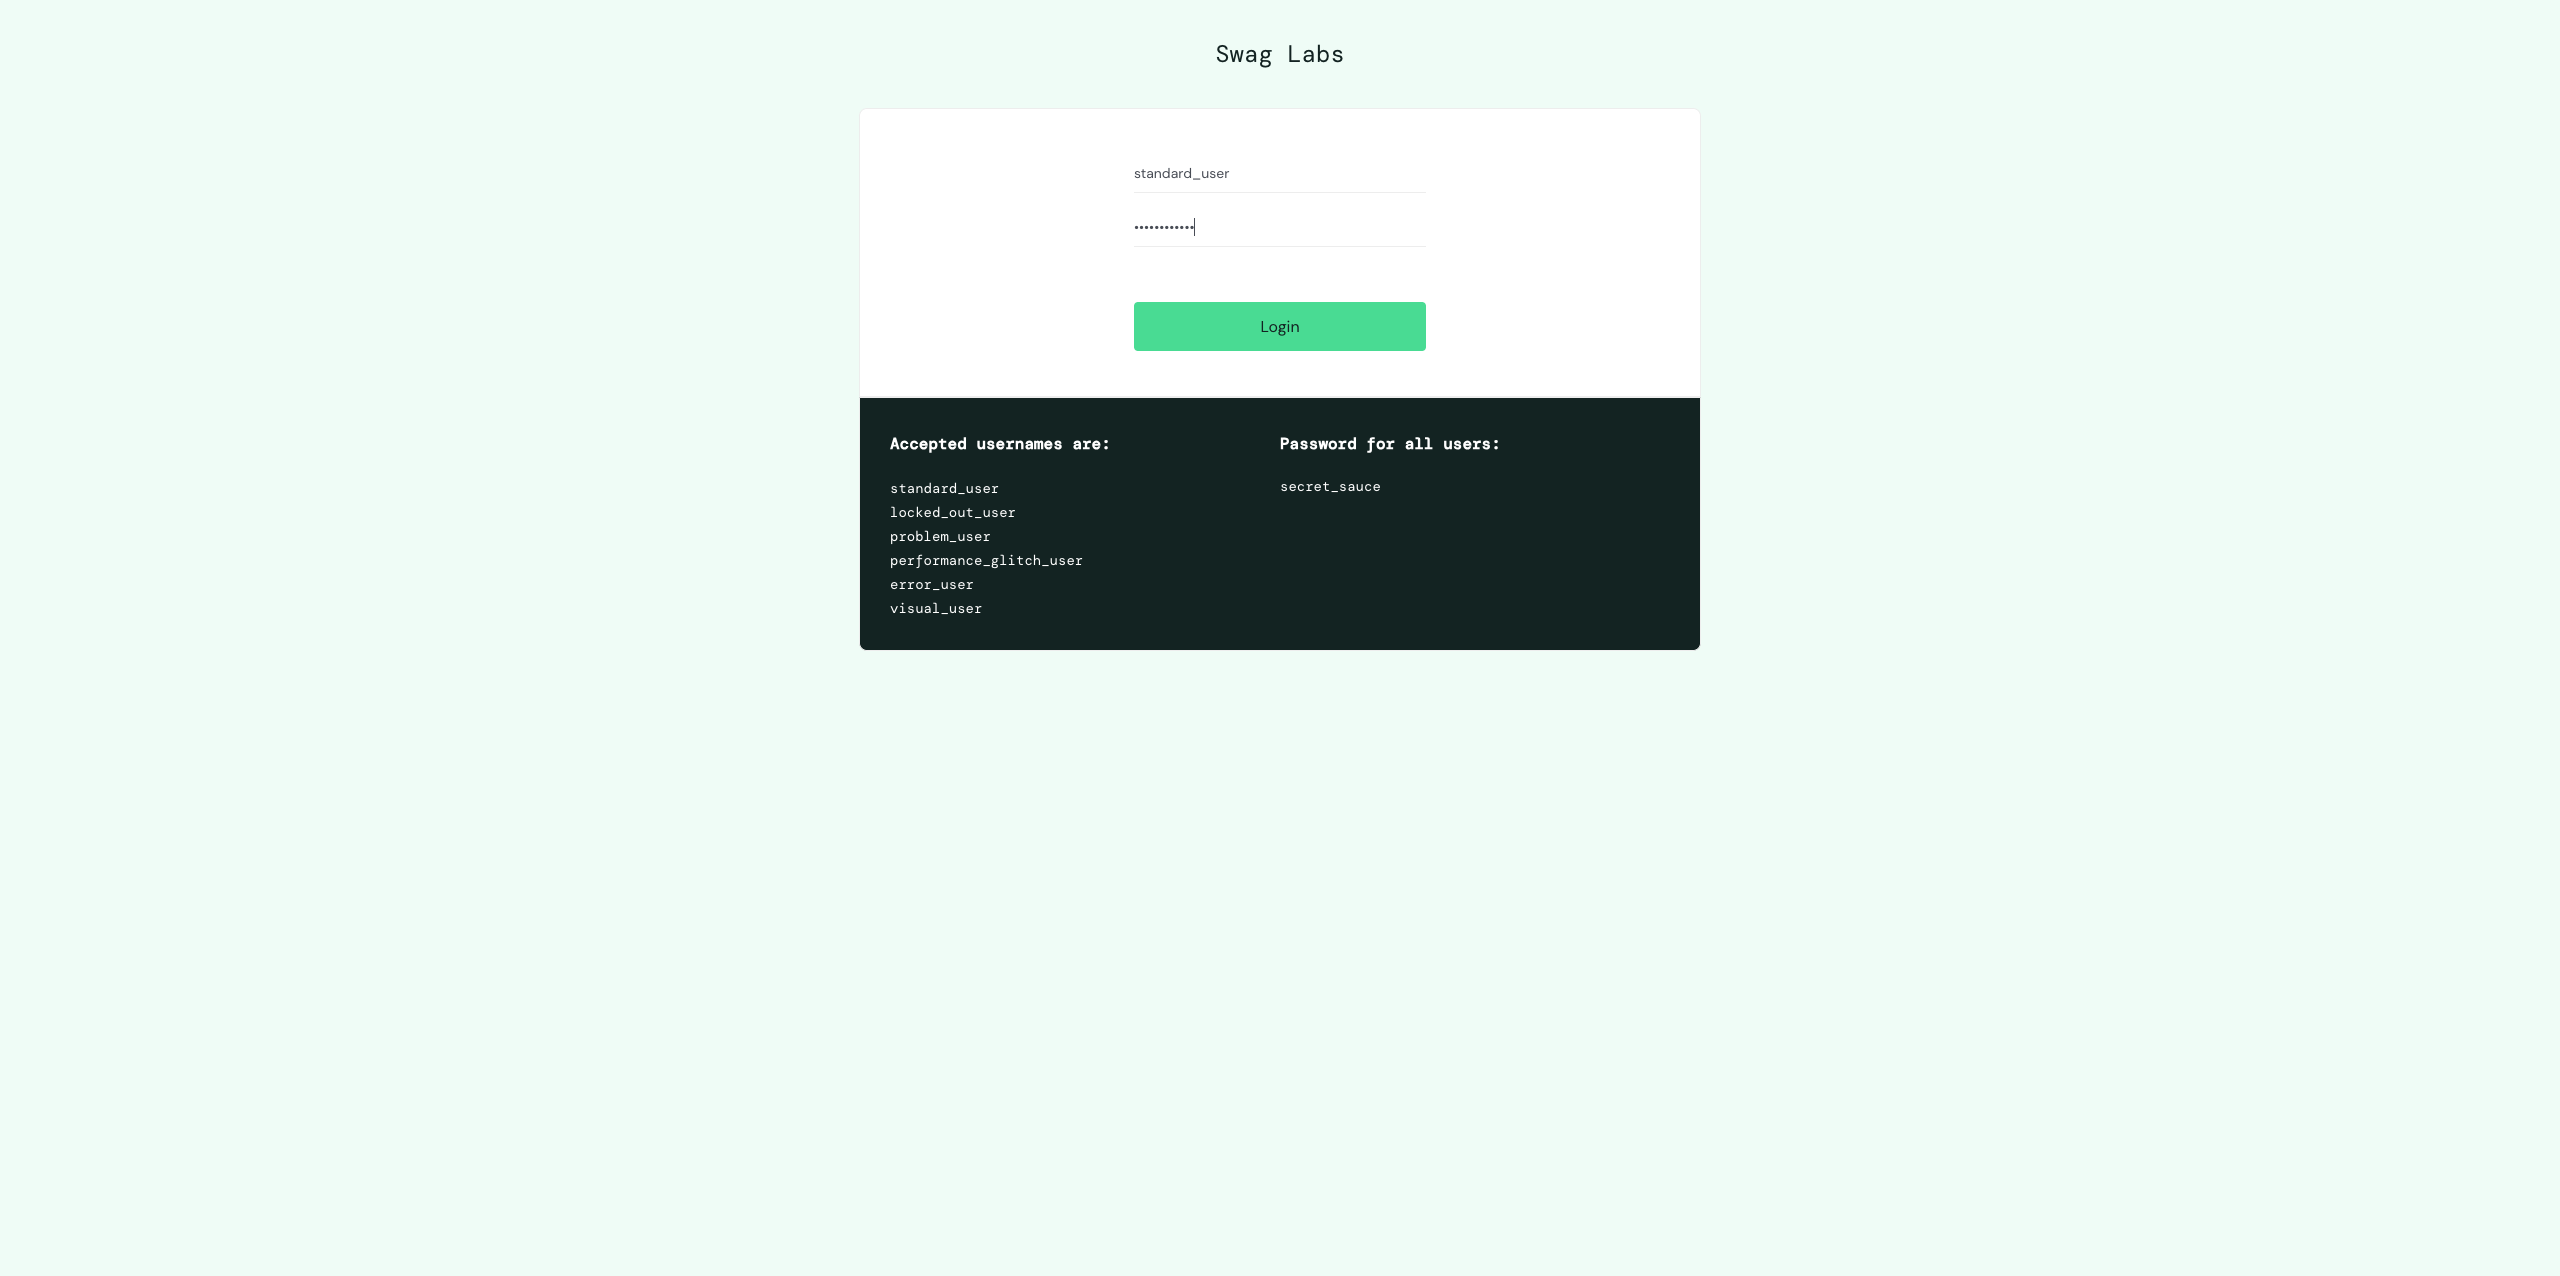 Swag Labs
standard_user
••••••••••••
Login
Accepted usernames are:
standard_user
locked_out_user
problem_user
performance_glitch_user
error_user
visual_user
Password for all users:
secret_sauce